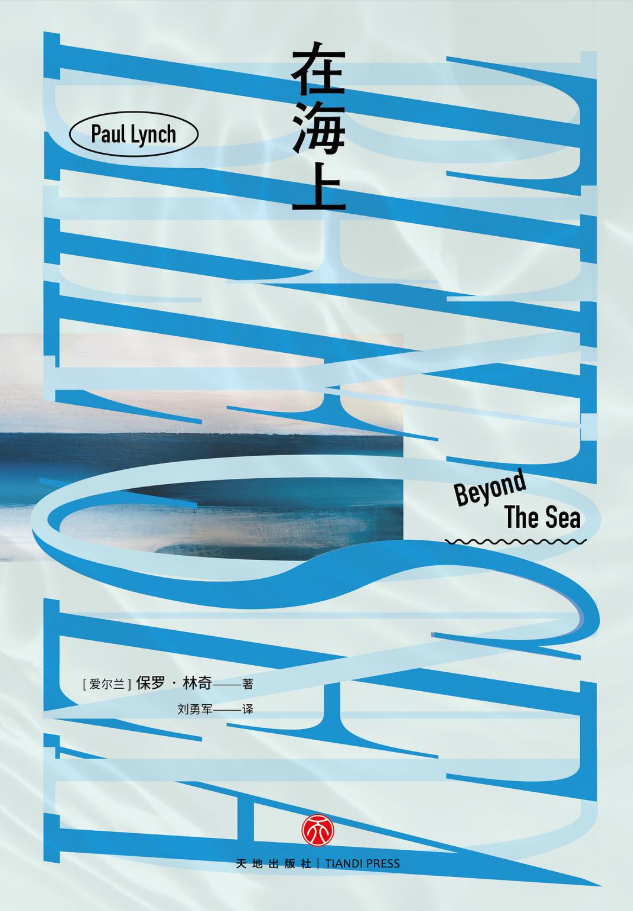 在海上
Paul Lynch
Beyond
The Sea
[爱尔兰] 保罗·林奇——著
刘勇军——译
天地出版社 | TIANDI PRESS